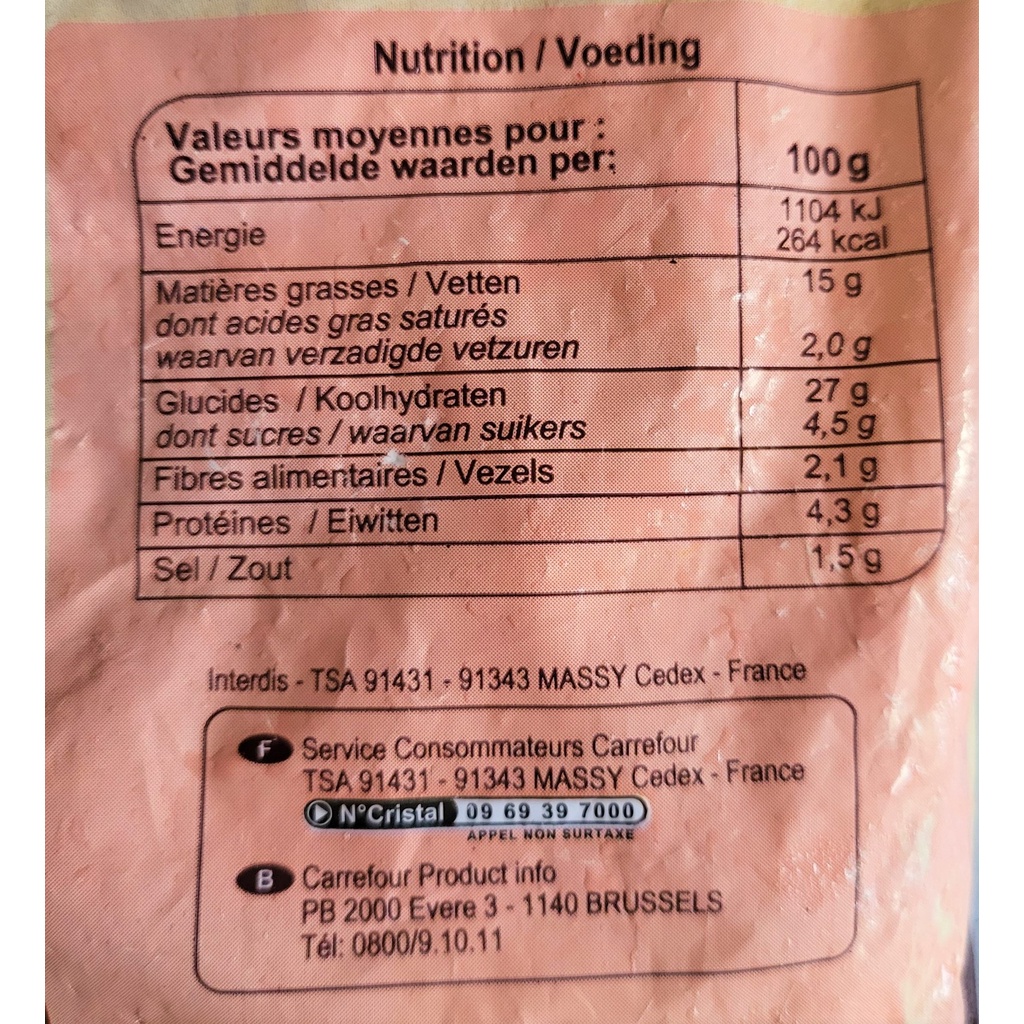 Nutrition / Voeding
Valeurs moyennes pour :
Gemiddelde waarden per:
100 g
Energie
1104 kJ
264 kcal
Matières grasses / Vetten 15 g
dont acides gras saturés
waarvan verzadigde vetzuren 2,0 g
Glucides / Koolhydraten 27 g
dont sucres / waarvan suikers 4,5 g
Fibres alimentaires / Vezels 2,1 g
Protéines / Eiwitten 4,3 g
Sel / Zout 1,5 g
Interdis - TSA 91431 - 91343 MASSY Cedex - France
F Service Consommateurs Carrefour
TSA 91431 - 91343 MASSY Cedex - France
N°Cristal 09 69 39 7000
APPEL NON SURTAXE
B Carrefour Product info
PB 2000 Evere 3 - 1140 BRUSSELS
Tél: 0800/9.10.11